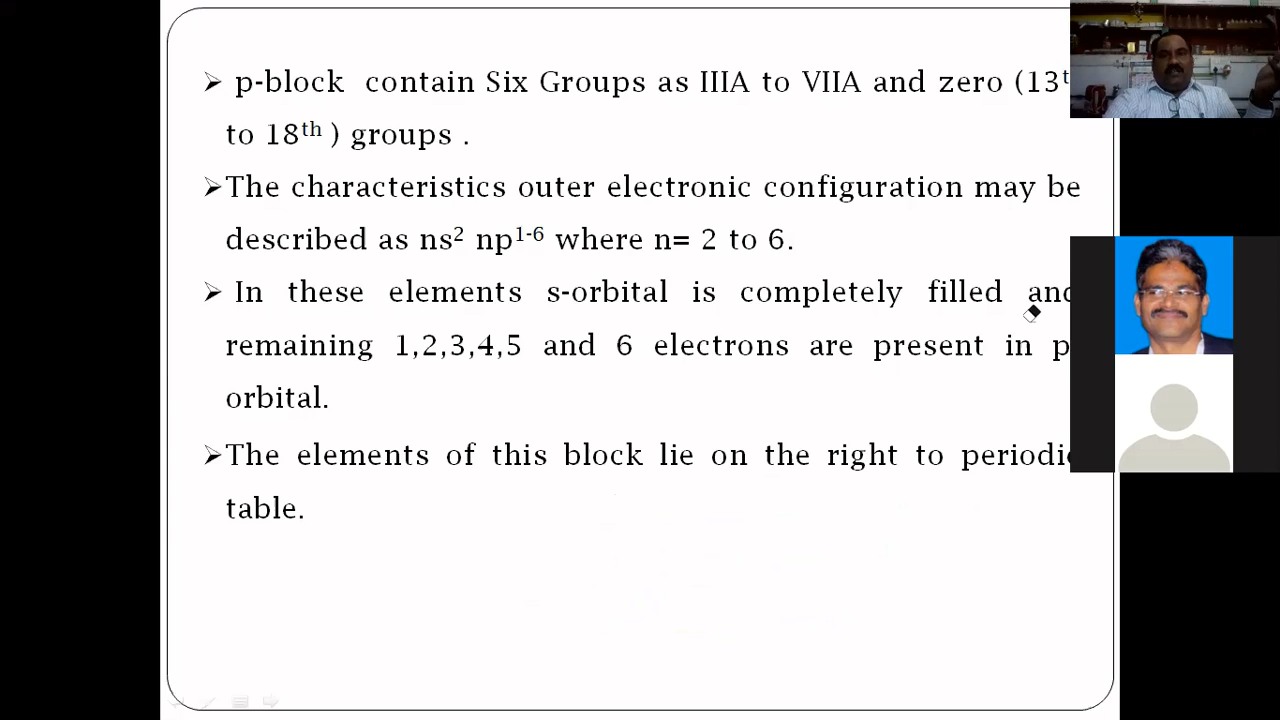 ➢ p-block contain Six Groups as IIIA to VIIA and zero (13t
to 18th ) groups .
➢The characteristics outer electronic configuration may be
described as ns2 np1-6 where n= 2 to 6.
➢ In these elements s-orbital is completely filled and
remaining 1,2,3,4,5 and 6 electrons are present in p
orbital.
➢The elements of this block lie on the right to periodic
table.